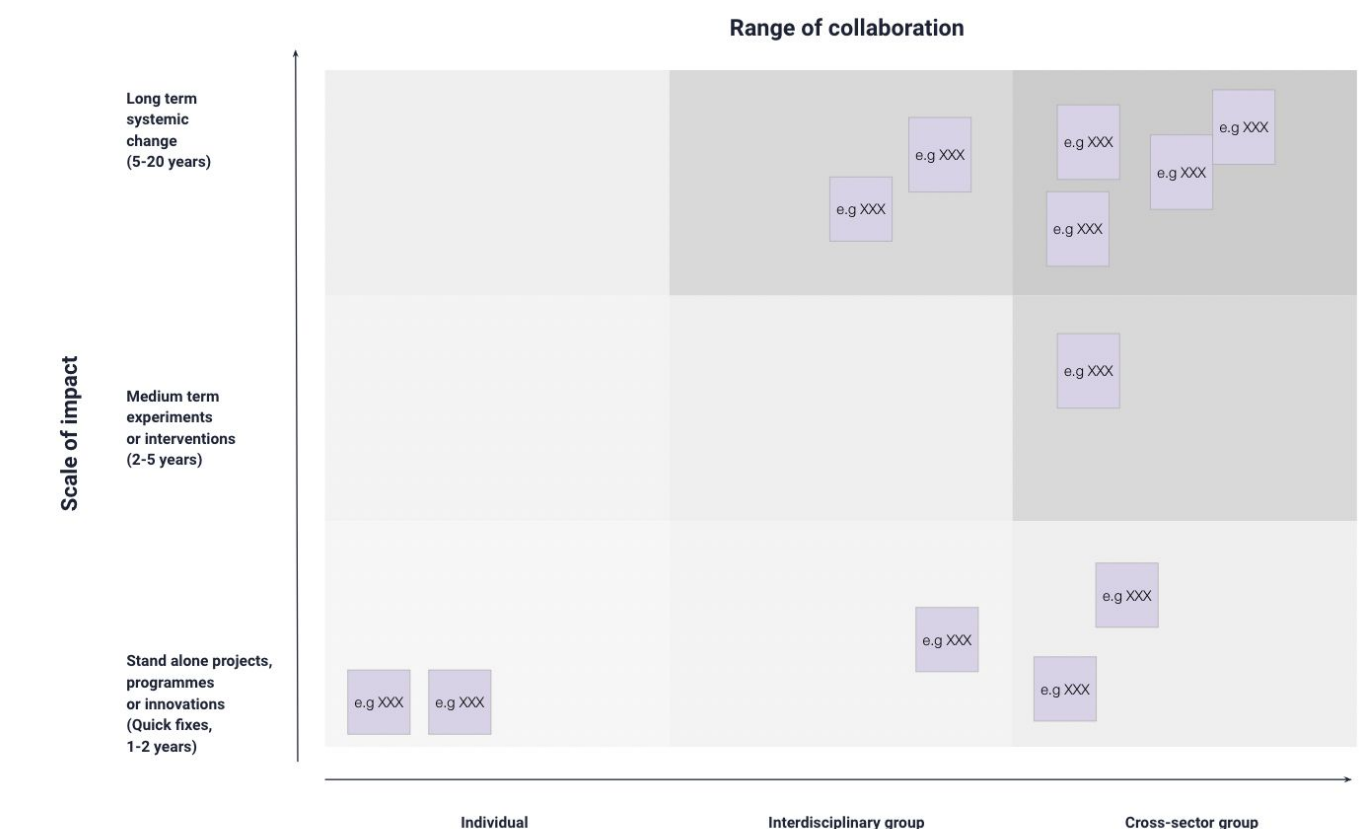 Range of collaboration
Long term
systemic
change
(5-20 years)
e.g XXX
e.g XXX
e.g XXX
e.g XXX
e.g XXX
e.g XXX
Scale of impact
Medium term
experiments
or interventions
(2-5 years)
e.g XXX
Stand alone projects,
programmes
or innovations
(Quick fixes,
1-2 years)
e.g XXX
e.g XXX
e.g XXX
e.g XXX
e.g XXX
Individual
Interdisciplinary group
Cross-sector group